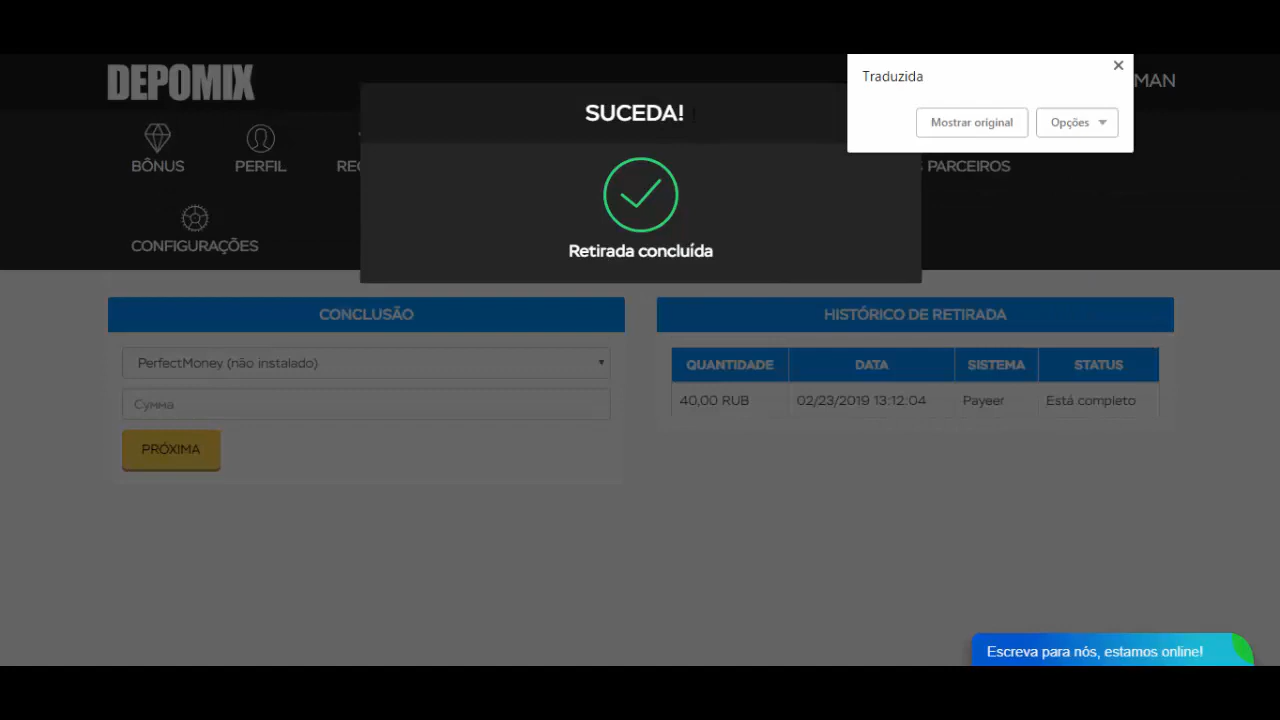 DEPOMIX
MAN
Traduzida
Mostrar original
Opções
SUCEDA!
Retirada concluída
BÔNUS
PERFIL
PARCEIROS
CONFIGURAÇÕES
CONCLUSÃO
PerfectMoney (não instalado)
Сумма
PRÓXIMA
HISTÓRICO DE RETIRADA
QUANTIDADE DATA SISTEMA STATUS
40,00 RUB 02/23/2019 13:12:04 Payeer Está completo
Escreva para nós, estamos online!